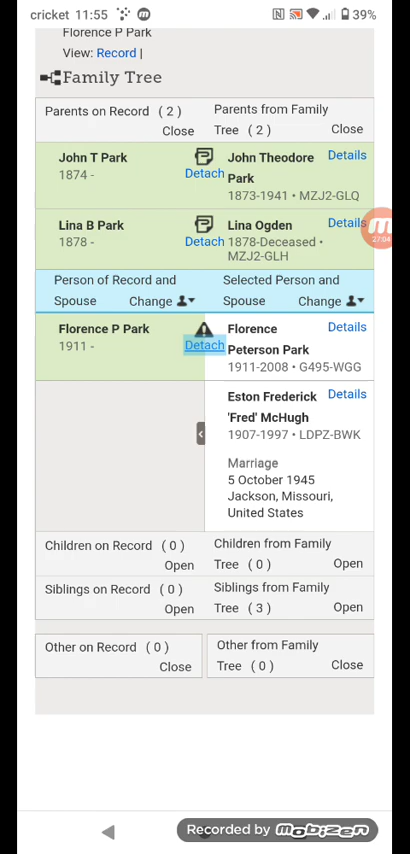 cricket 11:55 39%
Florence P Park
View: Record |
Family Tree
Parents on Record ( 2 )
Close
Parents from Family
Tree ( 2 ) Close
John T Park
1874 -
Detach
John Theodore Details
Park
1873-1941 • MZJ2-GLQ
Lina B Park
1878 -
Detach
Lina Ogden Details
1878-Deceased •
MZJ2-GLH
27:04
Person of Record and
Spouse Change
Selected Person and
Spouse Change
Florence P Park
1911 -
Detach
Florence Details
Peterson Park
1911-2008 • G495-WGG
Eston Frederick Details
'Fred' McHugh
1907-1997 • LDPZ-BWK
Marriage
5 October 1945
Jackson, Missouri,
United States
Children on Record ( 0 )
Open
Children from Family
Tree ( 0 ) Open
Siblings on Record ( 0 )
Open
Siblings from Family
Tree ( 3 ) Open
Other on Record ( 0 )
Close
Other from Family
Tree ( 0 ) Close
Recorded by mobizen